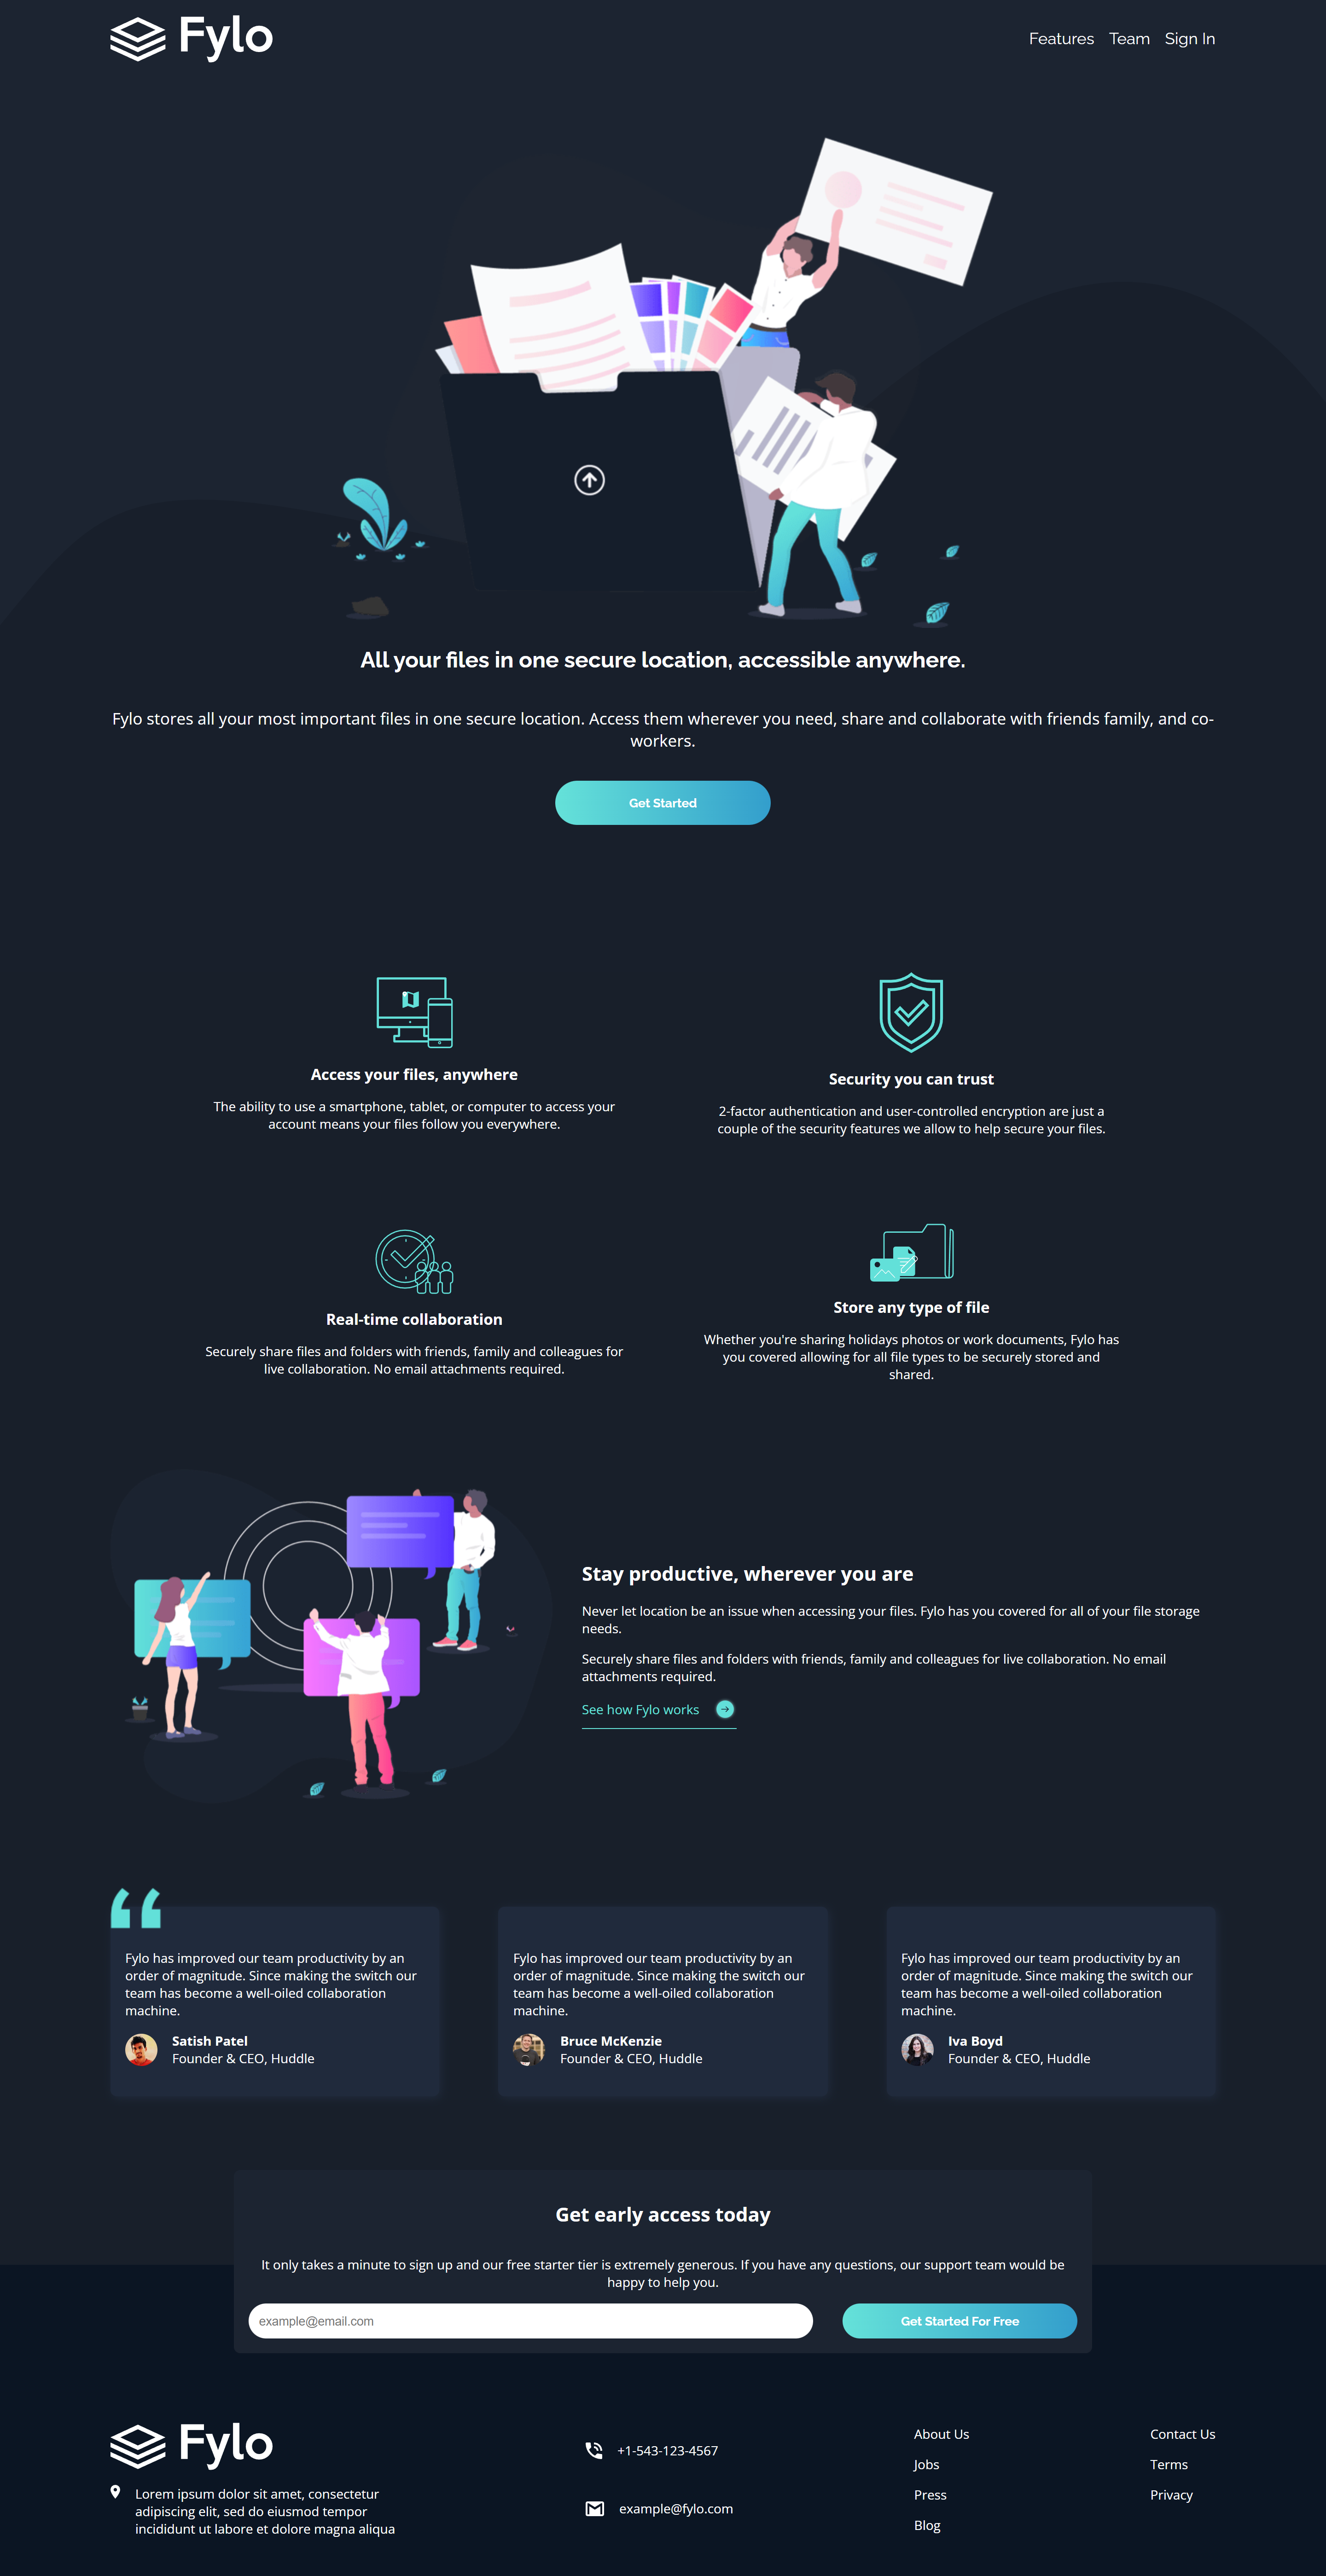 Fylo
Features Team Sign In
All your files in one secure location, accessible anywhere.
Fylo stores all your most important files in one secure location. Access them wherever you need, share and collaborate with friends family, and co-
workers.
Get Started
Access your files, anywhere
The ability to use a smartphone, tablet, or computer to access your
account means your files follow you everywhere.
Security you can trust
2-factor authentication and user-controlled encryption are just a
couple of the security features we allow to help secure your files.
Real-time collaboration
Securely share files and folders with friends, family and colleagues for
live collaboration. No email attachments required.
Store any type of file
Whether you're sharing holidays photos or work documents, Fylo has
you covered allowing for all file types to be securely stored and
shared.
Stay productive, wherever you are
Never let location be an issue when accessing your files. Fylo has you covered for all of your file storage
needs.
Securely share files and folders with friends, family and colleagues for live collaboration. No email
attachments required.
See how Fylo works
Fylo has improved our team productivity by an
order of magnitude. Since making the switch our
team has become a well-oiled collaboration
machine.
Satish Patel
Founder & CEO, Huddle
Fylo has improved our team productivity by an
order of magnitude. Since making the switch our
team has become a well-oiled collaboration
machine.
Bruce McKenzie
Founder & CEO, Huddle
Fylo has improved our team productivity by an
order of magnitude. Since making the switch our
team has become a well-oiled collaboration
machine.
Iva Boyd
Founder & CEO, Huddle
Get early access today
It only takes a minute to sign up and our free starter tier is extremely generous. If you have any questions, our support team would be
happy to help you.
example@email.com
Get Started For Free
Fylo
Lorem ipsum dolor sit amet, consectetur
adipiscing elit, sed do eiusmod tempor
incididunt ut labore et dolore magna aliqua
+1-543-123-4567
example@fylo.com
About Us
Jobs
Press
Blog
Contact Us
Terms
Privacy